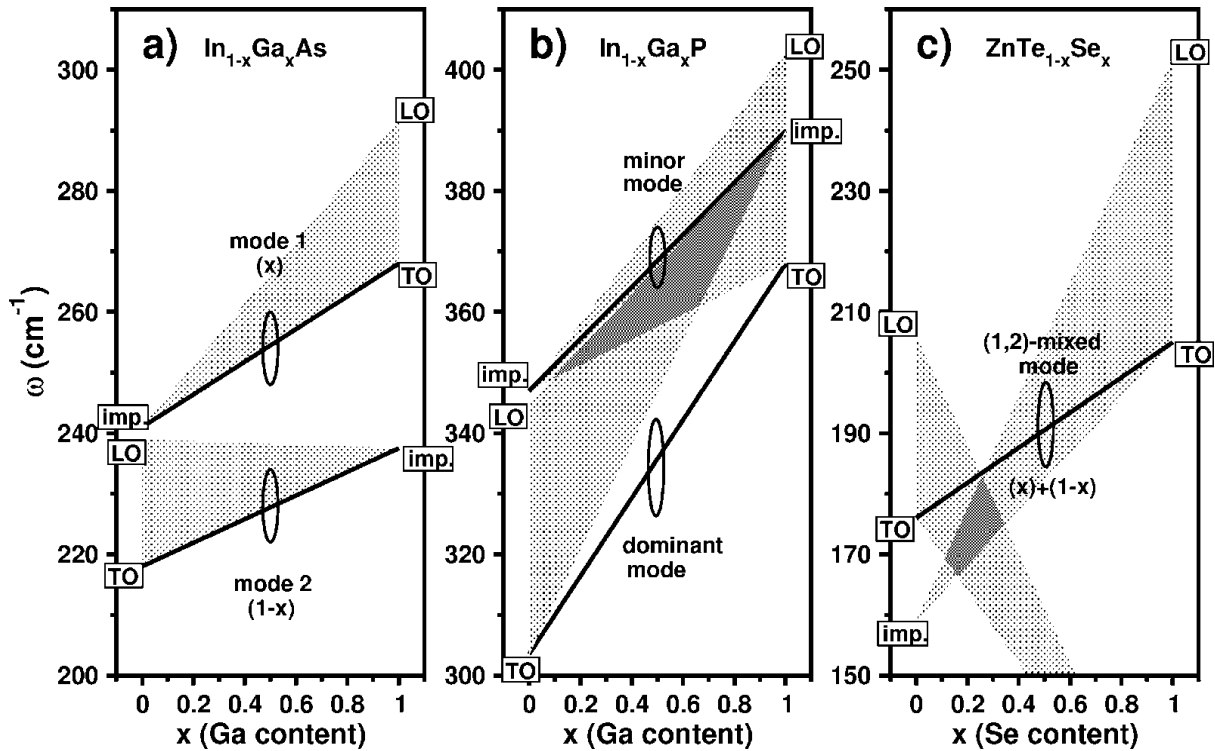 a) In1-xGaxAs
300
280
260
240
220
200
ω (cm-1)
LO
mode 1
(x)
TO
imp.
LO
imp.
TO
mode 2
(1-x)
0 0.2 0.4 0.6 0.8 1
x (Ga content)
b) In1-xGaxP
400
380
360
340
320
300
LO
imp.
minor
mode
TO
imp.
LO
dominant
mode
TO
0 0.2 0.4 0.6 0.8 1
x (Ga content)
c) ZnTe1-xSex
250
230
210
190
170
150
LO
LO
(1,2)-mixed
mode
TO
(x)+(1-x)
TO
imp.
0 0.2 0.4 0.6 0.8 1
x (Se content)